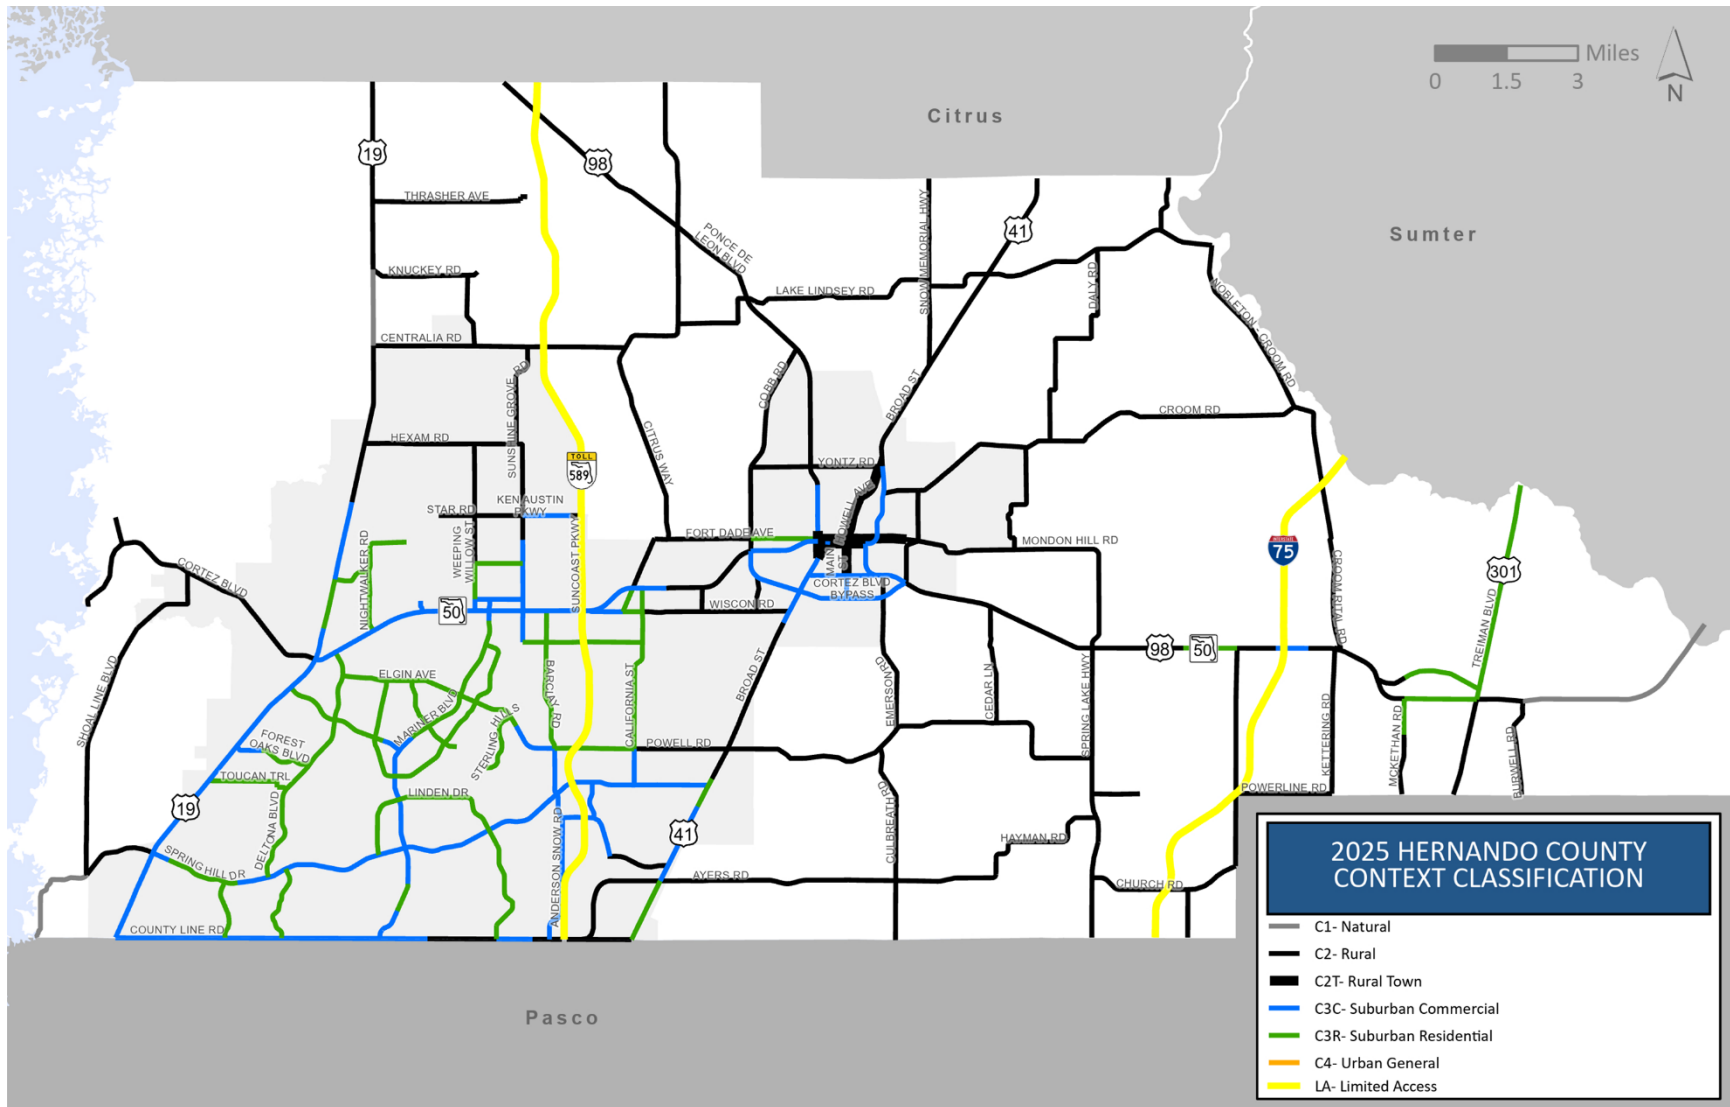 Miles
0
1.5
3
N
Citrus
Sumter
Pasco
19
98
41
THRASHER AVE
KNUCKEY RD
CENTRALIA RD
PONCE DE
LEON BLVD
LAKE LINDSEY RD
SNOW MEMORIAL HWY
DALY RD
NOBLETON - CROOM RD
SUNSHINE GROVE RD
COBB RD
BROAD ST
CROOM RD
HEXAM RD
CITRUS WAY
YONTZ RD
TOLL
589
KEN AUSTIN
PKWY
STAR RD
WEEPING
WILLOW ST
SUNCOAST PKWY
HOWELL AVE
FORT DADE AVE
MAIN
ST
MONDON HILL RD
75
CROOM RITAL RD
301
TREIMAN BLVD
NIGHTWALKER RD
CORTEZ BLVD
50
CORTEZ BLVD
BYPASS
WISCON RD
SHOAL LINE BLVD
ELGIN AVE
MARINER BLVD
BARCLAY RD
CALIFORNIA ST
BROAD ST
EMERSON RD
CEDAR LN
SPRING LAKE HWY
98
50
KETTERING RD
MCKETHAN RD
BURWELL RD
FOREST
OAKS BLVD
STERLING HILLS
POWELL RD
TOUCAN TRL
LINDEN DR
19
DELTONA BLVD
ANDERSON SNOW RD
41
CULBREATH RD
POWERLINE RD
HAYMAN RD
SPRING HILL DR
AYERS RD
CHURCH RD
COUNTY LINE RD
2025 HERNANDO COUNTY
CONTEXT CLASSIFICATION
C1- Natural
C2- Rural
C2T- Rural Town
C3C- Suburban Commercial
C3R- Suburban Residential
C4- Urban General
LA- Limited Access